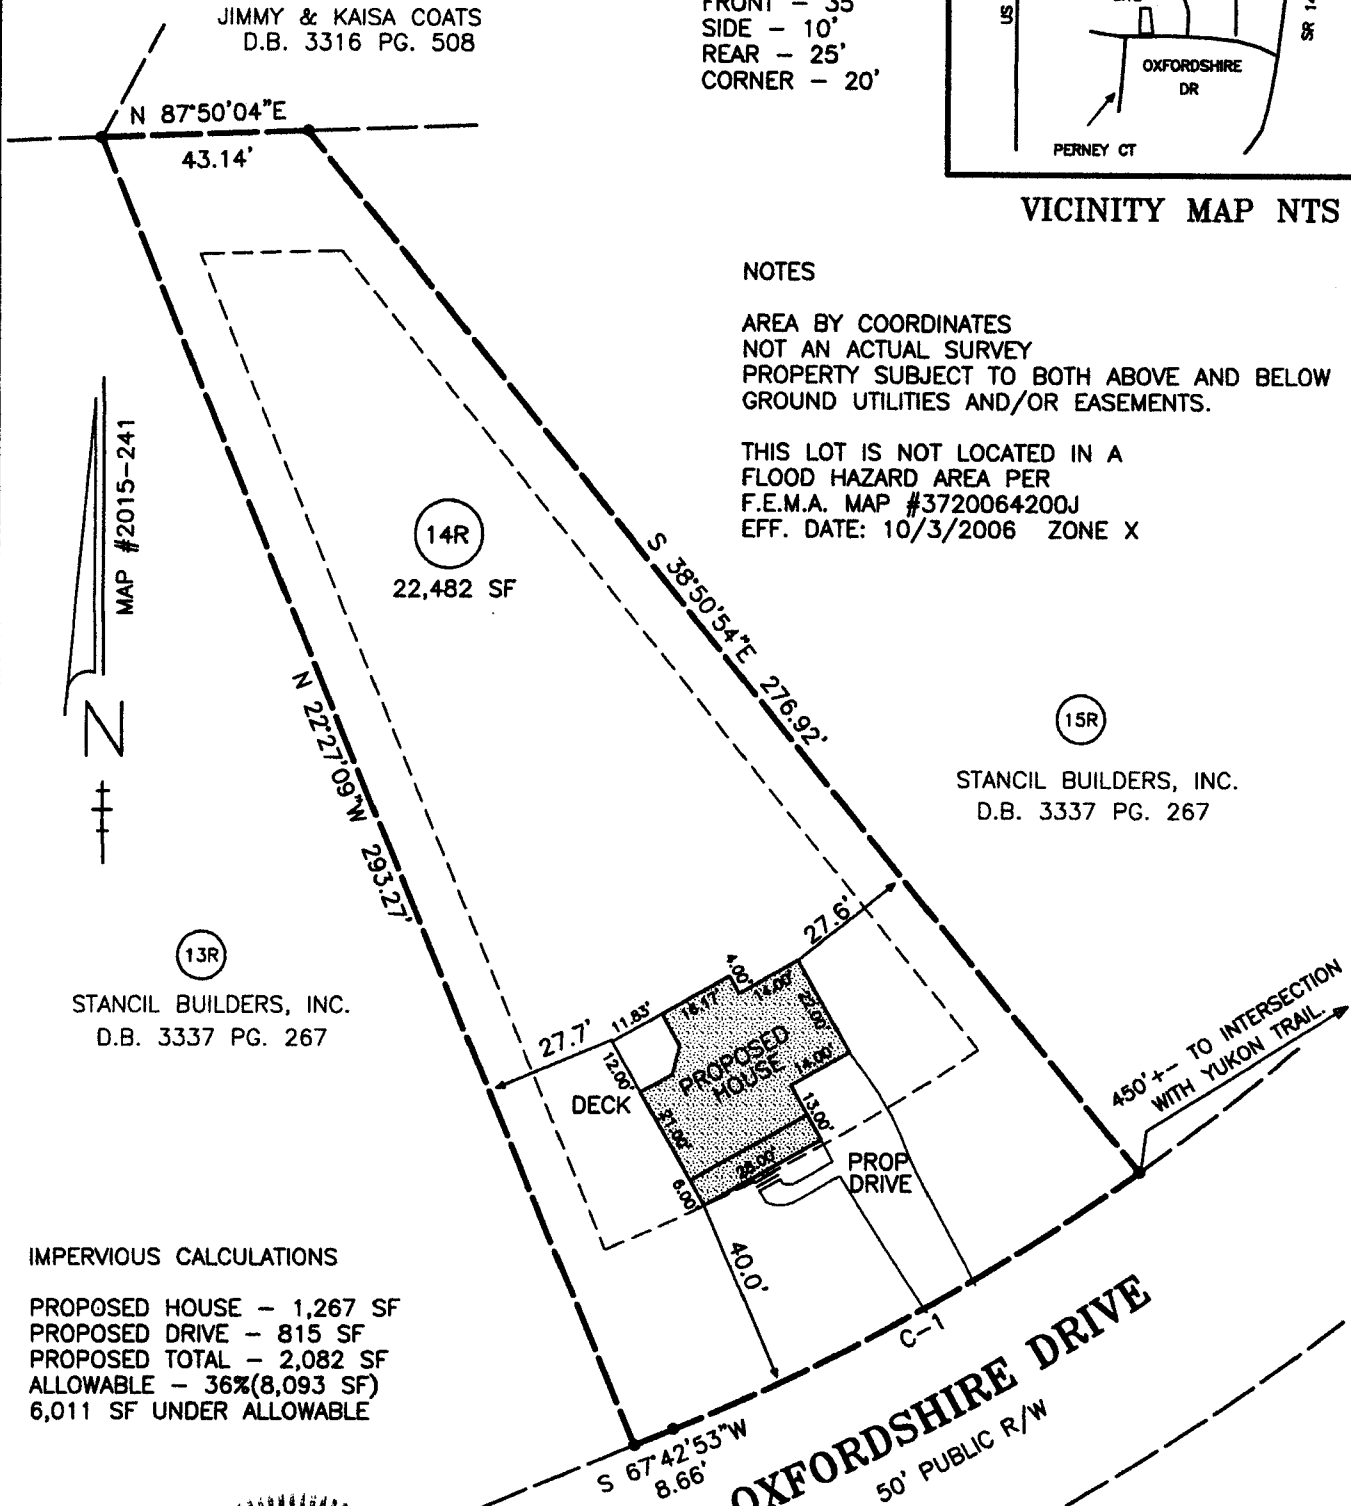 JIMMY & KAISA COATS
D.B. 3316 PG. 508
FRONT - 35'
SIDE - 10'
REAR - 25'
CORNER - 20'
US
OXFORDSHIRE
DR
PERNEY CT
VICINITY MAP NTS
N 87°50'04"E
43.14'
NOTES
AREA BY COORDINATES
NOT AN ACTUAL SURVEY
PROPERTY SUBJECT TO BOTH ABOVE AND BELOW
GROUND UTILITIES AND/OR EASEMENTS.
THIS LOT IS NOT LOCATED IN A
FLOOD HAZARD AREA PER
F.E.M.A. MAP #3720064200J
EFF. DATE: 10/3/2006 ZONE X
MAP #2015-241
N
14R
22,482 SF
S 38°50'54"E 276.92'
N 22°27'09"W 293.27'
15R
STANCIL BUILDERS, INC.
D.B. 3337 PG. 267
13R
STANCIL BUILDERS, INC.
D.B. 3337 PG. 267
27.6'
27.7'
11.83'
4.00'
14.00'
22.00'
12.00'
PROPOSED
HOUSE
14.00'
DECK
21.00'
13.00'
28.00'
6.00'
PROP
DRIVE
40.0'
450'+- TO INTERSECTION
WITH YUKON TRAIL.
IMPERVIOUS CALCULATIONS
PROPOSED HOUSE - 1,267 SF
PROPOSED DRIVE - 815 SF
PROPOSED TOTAL - 2,082 SF
ALLOWABLE - 36%(8,093 SF)
6,011 SF UNDER ALLOWABLE
C-1
S 67°42'53"W
8.66'
OXFORDSHIRE DRIVE
50' PUBLIC R/W